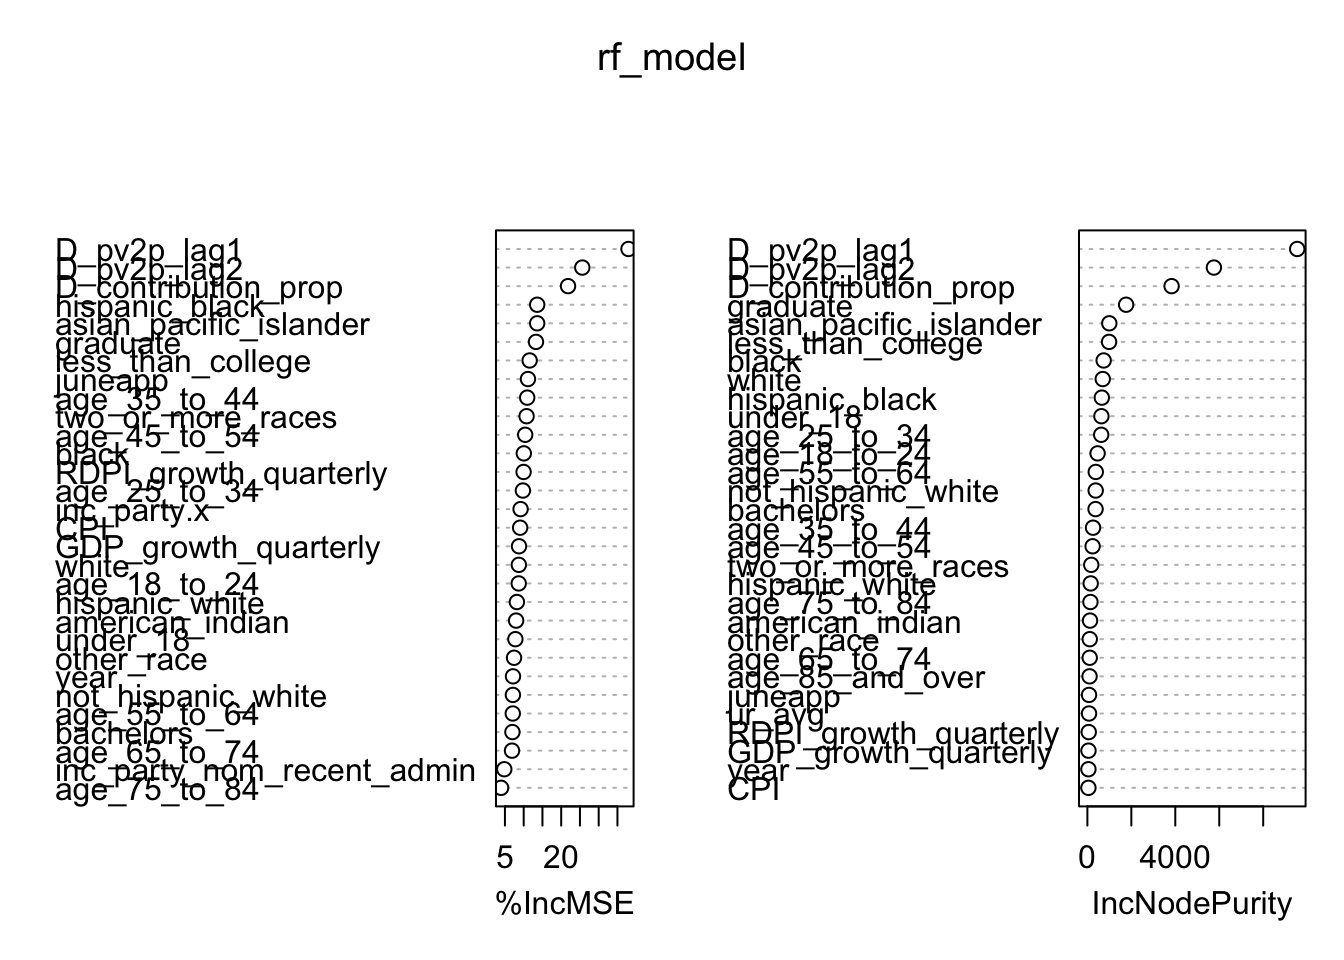 rf_model
D_pv2p_lag1
D_pv2p_lag2
D_contribution_prop
hispanic_black
asian_pacific_islander
graduate
less_than_college
juneapp
age_35_to_44
two_or_more_races
age_45_to_54
black
RDPI_growth_quarterly
age_25_to_34
inc_party.x
CPI
GDP_growth_quarterly
white
age_18_to_24
hispanic_white
american_indian
under_18
other_race
year
not_hispanic_white
age_55_to_64
bachelors
age_65_to_74
inc_party_nom_recent_admin
age_75_to_84
5 20
%IncMSE
D_pv2p_lag1
D_pv2p_lag2
D_contribution_prop
graduate
asian_pacific_islander
less_than_college
black
white
hispanic_black
under_18
age_25_to_34
age_18_to_24
age_55_to_64
not_hispanic_white
bachelors
age_35_to_44
age_45_to_54
two_or_more_races
hispanic_white
age_75_to_84
american_indian
other_race
age_65_to_74
age_85_and_over
juneapp
ur_avg
RDPI_growth_quarterly
GDP_growth_quarterly
year
CPI
0 4000
IncNodePurity